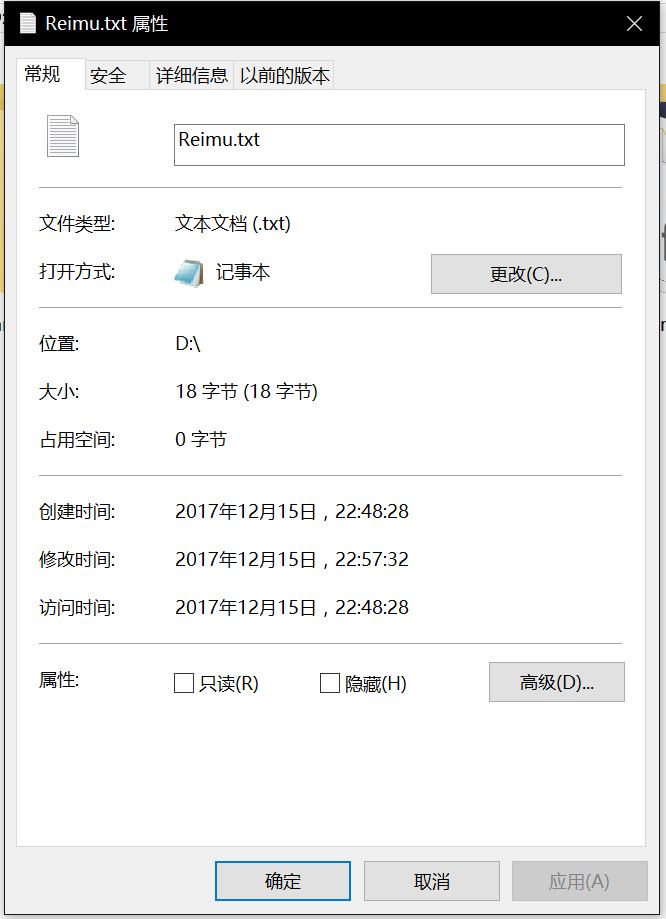 Reimu.txt 属性
常规 安全 详细信息 以前的版本
Reimu.txt
文件类型: 文本文档 (.txt)
打开方式: 记事本 更改(C)...
位置: D:\
大小: 18 字节 (18 字节)
占用空间: 0 字节
创建时间: 2017年12月15日，22:48:28
修改时间: 2017年12月15日，22:57:32
访问时间: 2017年12月15日，22:48:28
属性: 只读(R) 隐藏(H) 高级(D)...
确定 取消 应用(A)